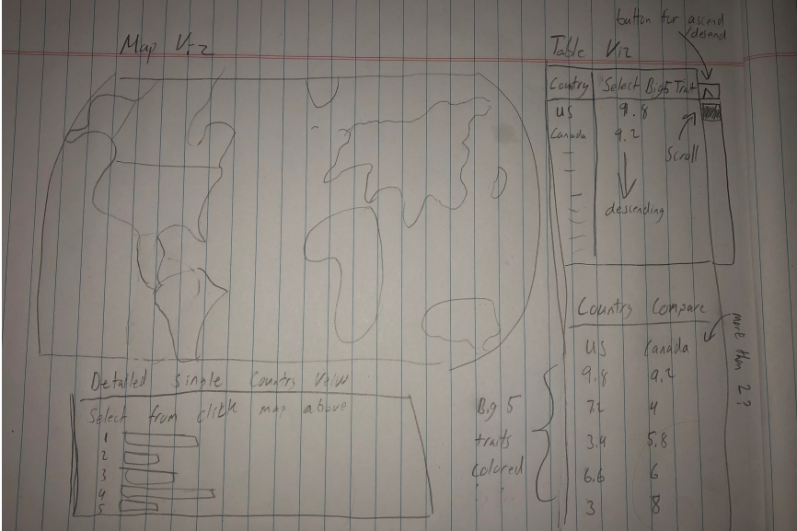 button for ascend
/descend
Map Viz
Table Viz
Country Select Big5 Trait
US 9.8
Canada 9.2
Scroll
descending
Country Compare
US Canada
9.8 9.2
7.2 4
3.4 5.8
6.6 6
3 8
more than 2?
Big 5
traits
colored
Detailed Single Country View
Select from click map above
1
2
3
4
5